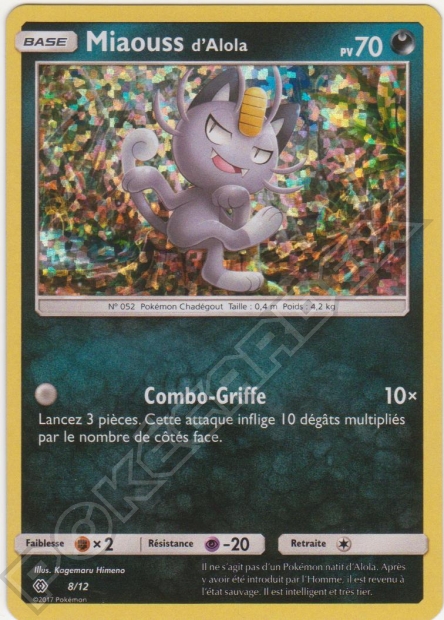 BASE Miaouss d'Alola PV70
N° 052 Pokémon Chadégout Taille : 0,4 m Poids : 4,2 kg
Combo-Griffe 10×
Lancez 3 pièces. Cette attaque inflige 10 dégâts multipliés
par le nombre de côtés face.
Faiblesse ×2 Résistance -20 Retraite
Illus. Kagemaru Himeno
8/12
©2017 Pokémon
Il ne s'agit pas d'un Pokémon natif d'Alola. Après
y avoir été introduit par l'Homme, il est revenu à
l'état sauvage. Il est intelligent et très fier.